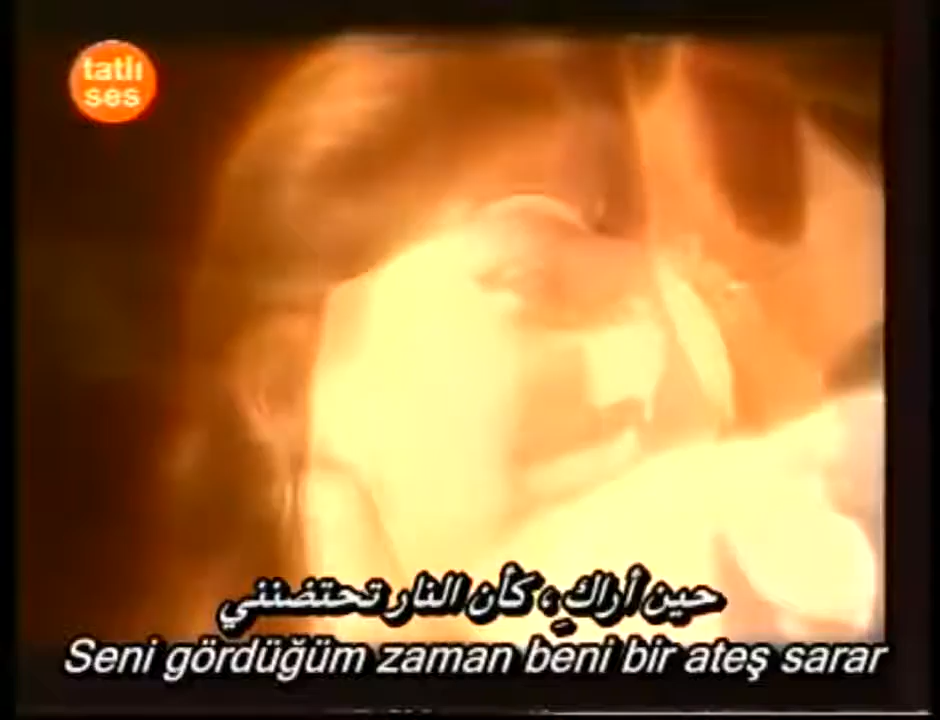 tatlı
ses
حين أراكِ، كأن النار تحتضنني
Seni gördüğüm zaman beni bir ateş sarar